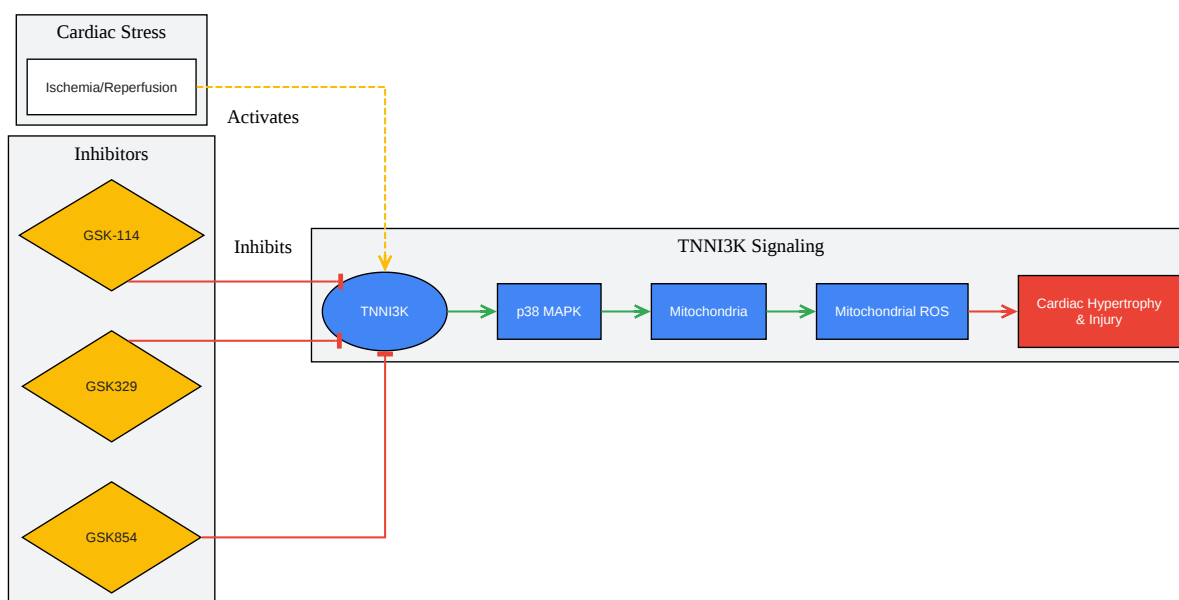 Cardiac Stress
Ischemia/Reperfusion
Activates
Inhibitors
GSK-114
Inhibits
TNNI3K Signaling
TNNI3K
p38 MAPK
Mitochondria
Mitochondrial ROS
Cardiac Hypertrophy
& Injury
GSK329
GSK854